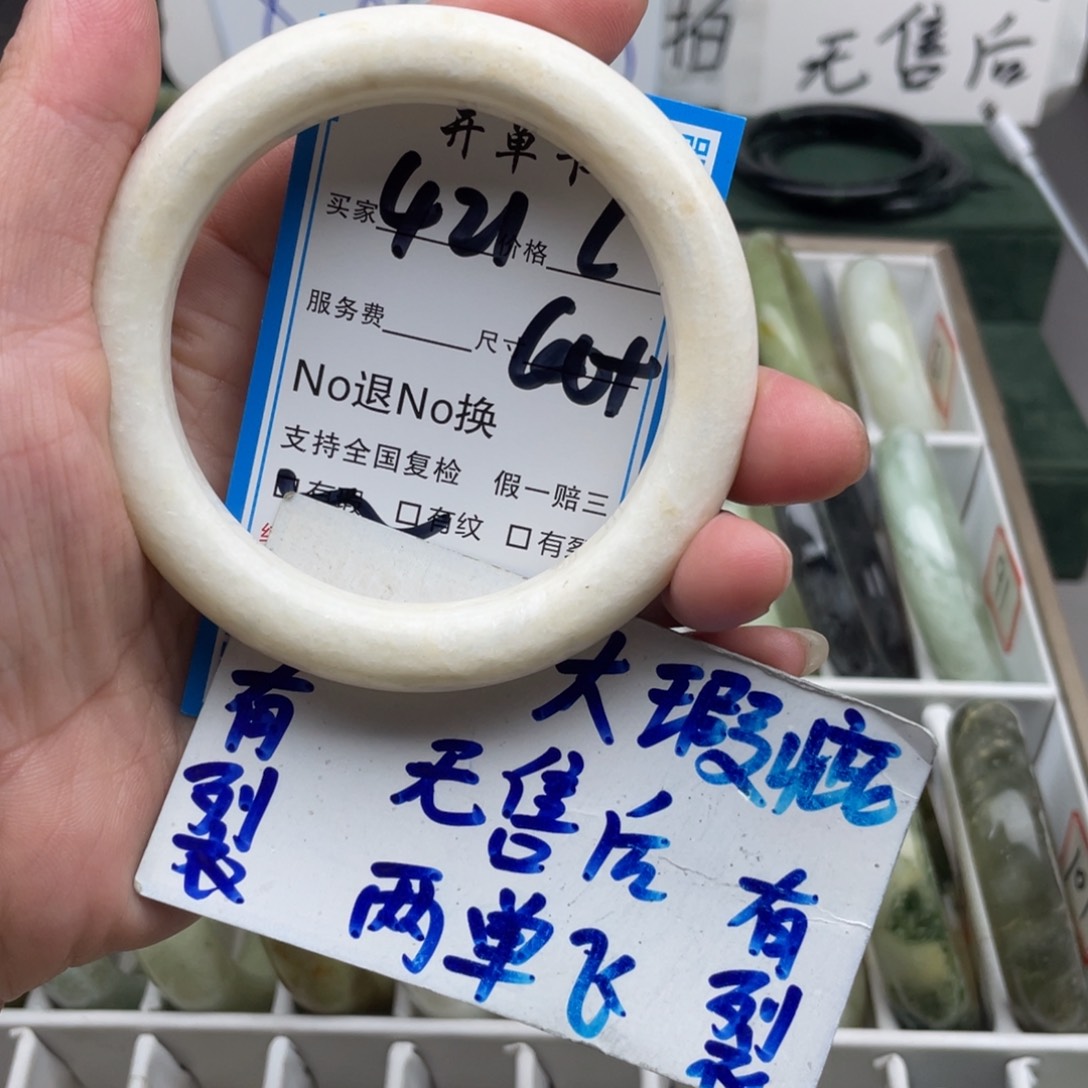 拍
无售后
开单卡
买家 421 价格 L
服务费 尺寸 60+
No退No换
支持全国复检 假一赔三
□有纹 □有裂
大瑕疵
有裂
无售后
两单飞
有裂